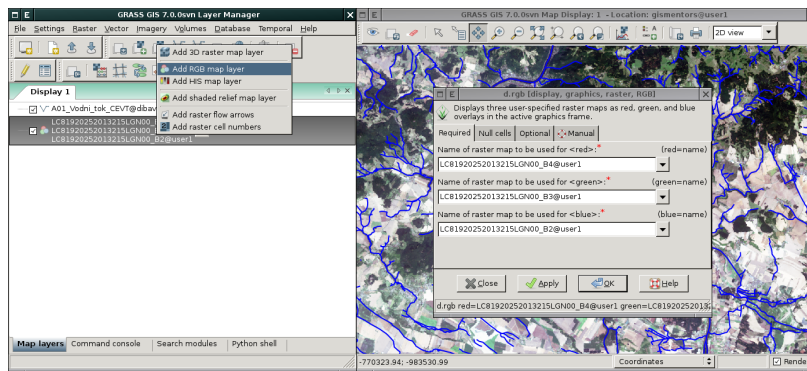 GRASS GIS 7.0.0svn Layer Manager
File Settings Raster Vector Imagery Volumes Database Temporal Help
Add 3D raster map layer
Add RGB map layer
Add HIS map layer
Add shaded relief map layer
Add raster flow arrows
Add raster cell numbers
Display 1
A01_Vodni_tok_CEVT@dibav
LC81920252013215LGN00_
LC81920252013215LGN00_
LC81920252013215LGN00_B2@user1
Map layers Command console Search modules Python shell
GRASS GIS 7.0.0svn Map Display: 1 - Location: gismentors@user1
2D view
d.rgb [display, graphics, raster, RGB]
Displays three user-specified raster maps as red, green, and blue
overlays in the active graphics frame.
Required Null cells Optional Manual
Name of raster map to be used for <red>:* (red=name)
LC81920252013215LGN00_B4@user1
Name of raster map to be used for <green>:* (green=name)
LC81920252013215LGN00_B3@user1
Name of raster map to be used for <blue>:* (blue=name)
LC81920252013215LGN00_B2@user1
Close Apply OK Help
d.rgb red=LC81920252013215LGN00_B4@user1 green=LC8192025201321
-770323.94; -983530.99 Coordinates Rende